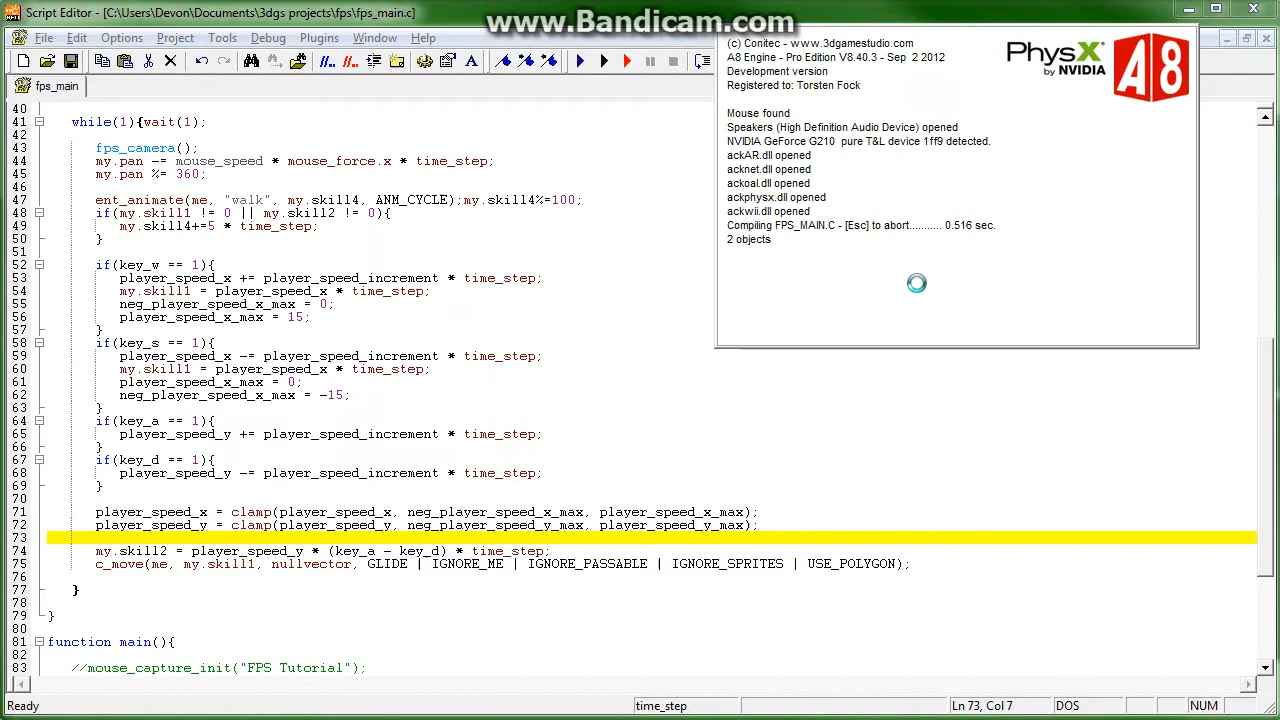 Script Editor - [C:\Users\Devon\Documents\3dgs projects\fps\fps_main.c]
www.Bandicam.com
File Edit Options Project Tools Debug Plugins Window Help
fps_main
(c) Conitec - www.3dgamestudio.com
A8 Engine - Pro Edition V8.40.3 - Sep 2 2012
Development version
Registered to: Torsten Fock
PhysX
by NVIDIA
A8
Mouse found
Speakers (High Definition Audio Device) opened
NVIDIA GeForce G210 pure T&L device 1ff9 detected.
ackAR.dll opened
acknet.dll opened
ackoal.dll opened
ackphysx.dll opened
ackwii.dll opened
Compiling FPS_MAIN.C - [Esc] to abort........... 0.516 sec.
2 objects
40
41 while(1){wait(1);
42
43 fps_camera();
44 my.pan -= mouse_speed * mouse_force.x * time_step;
45 my.pan %= 360;
46
47 ent_animate(me, "walk", my.skill4, ANM_CYCLE);my.skill4%=100;
48 if(my.skill1 != 0 || my.skill2 != 0){
49 my.skill4+=5 * time_step;
50 }
51
52 if(key_w == 1){
53 player_speed_x += player_speed_increment * time_step;
54 my.skill1 = player_speed_x * time_step;
55 neg_player_speed_x_max = 0;
56 player_speed_x_max = 15;
57 }
58 if(key_s == 1){
59 player_speed_x -= player_speed_increment * time_step;
60 my.skill1 = player_speed_x * time_step;
61 player_speed_x_max = 0;
62 neg_player_speed_x_max = -15;
63 }
64 if(key_a == 1){
65 player_speed_y += player_speed_increment * time_step;
66 }
67 if(key_d == 1){
68 player_speed_y -= player_speed_increment * time_step;
69 }
70
71 player_speed_x = clamp(player_speed_x, neg_player_speed_x_max, player_speed_x_max);
72 player_speed_y = clamp(player_speed_y, neg_player_speed_y_max, player_speed_y_max);
73
74 my.skill2 = player_speed_y * (key_a - key_d) * time_step;
75 c_move(me, my.skill1, nullvector, GLIDE | IGNORE_ME | IGNORE_PASSABLE | IGNORE_SPRITES | USE_POLYGON);
76
77 }
78
79 }
80
81 function main(){
82
83 //mouse_capture_init("FPS Tutorial");
Ready time_step Ln 73, Col 7 DOS NUM